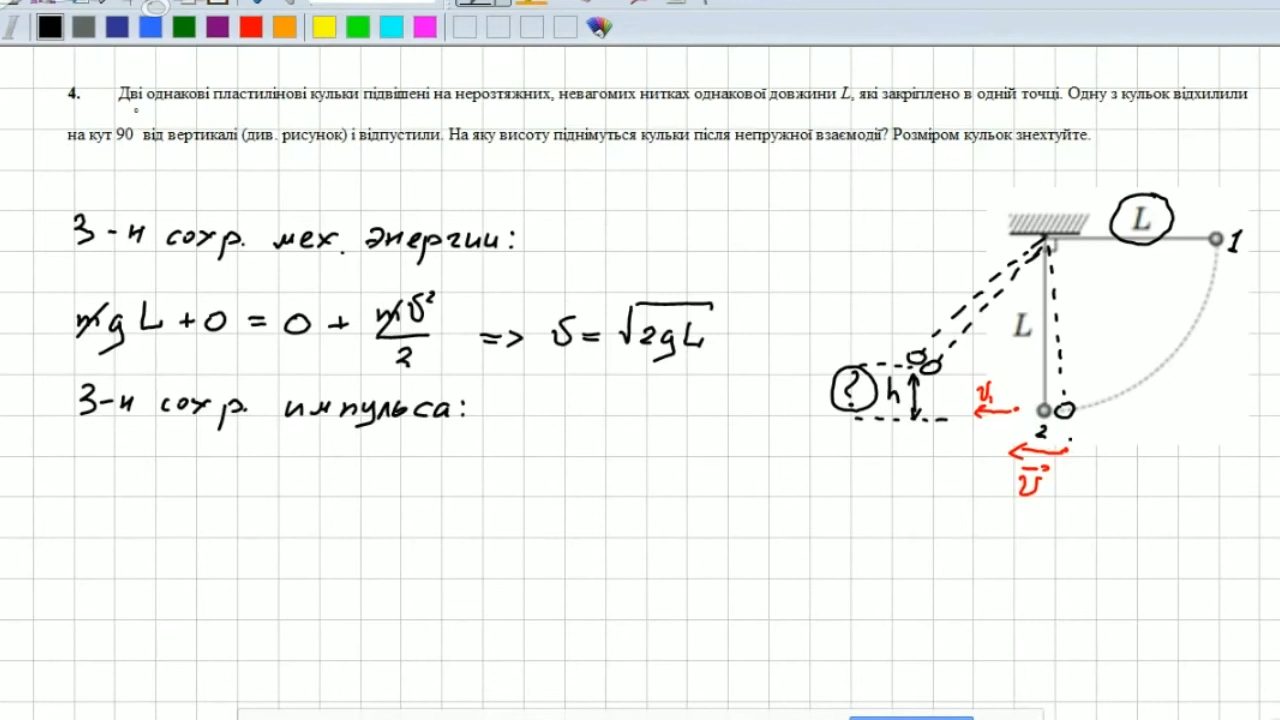 4. Дві однакові пластилінові кульки підвішені на нерозтяжних, невагомих нитках однакової довжини L, які закріплено в одній точці. Одну з кульок відхилили
на кут 90° від вертикалі (див. рисунок) і відпустили. На яку висоту піднімуться кульки після непружної взаємодії? Розміром кульок знехтуйте.
З-н сохр. мех. энергии:
L
1
mgL + 0 = 0 + mv²/2 => v = √2gL
L
? h
v₁
З-н сохр. импульса:
2
v